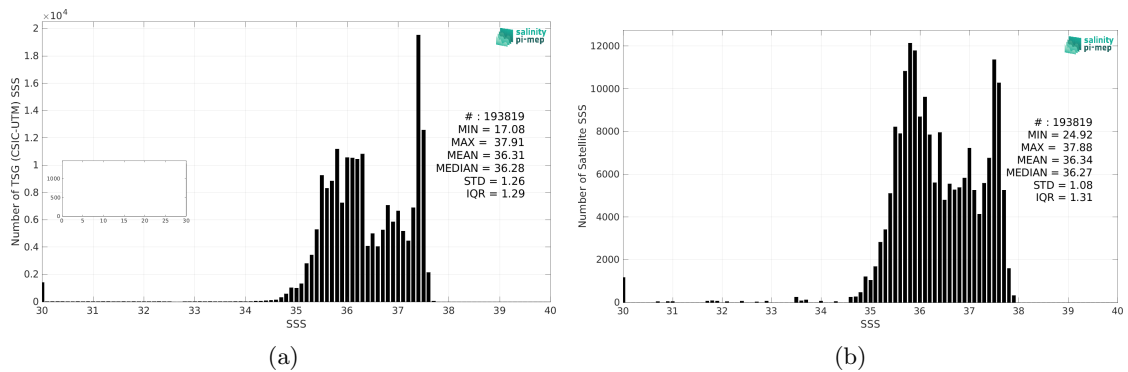 ×10⁴
2
1.8
1.6
1.4
1.2
1
0.8
0.6
0.4
0.2
0
Number of TSG (CSIC-UTM) SSS
30 31 32 33 34 35 36 37 38 39 40
SSS
1000
500
0
0 5 10 15 20 25 30
salinity
pi-mep
# : 193819
MIN = 17.08
MAX = 37.91
MEAN = 36.31
MEDIAN = 36.28
STD = 1.26
IQR = 1.29
(a)
12000
10000
8000
6000
4000
2000
0
Number of Satellite SSS
30 31 32 33 34 35 36 37 38 39 40
SSS
salinity
pi-mep
# : 193819
MIN = 24.92
MAX = 37.88
MEAN = 36.34
MEDIAN = 36.27
STD = 1.08
IQR = 1.31
(b)